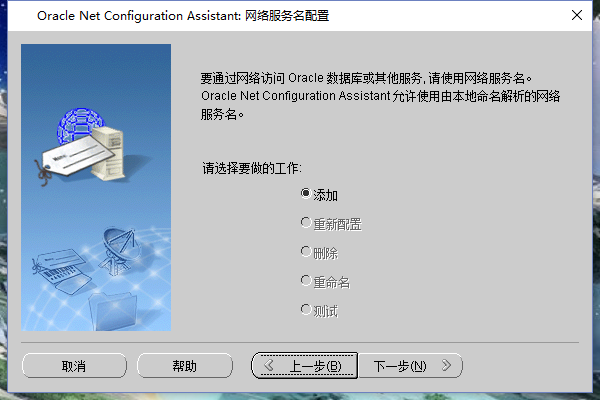 Oracle Net Configuration Assistant: 网络服务名配置
要通过网络访问 Oracle 数据库或其他服务, 请使用网络服务名。
Oracle Net Configuration Assistant 允许使用由本地命名解析的网络
服务名。
请选择要做的工作:
添加
重新配置
删除
重命名
测试
取消
帮助
上一步(B)
下一步(N)